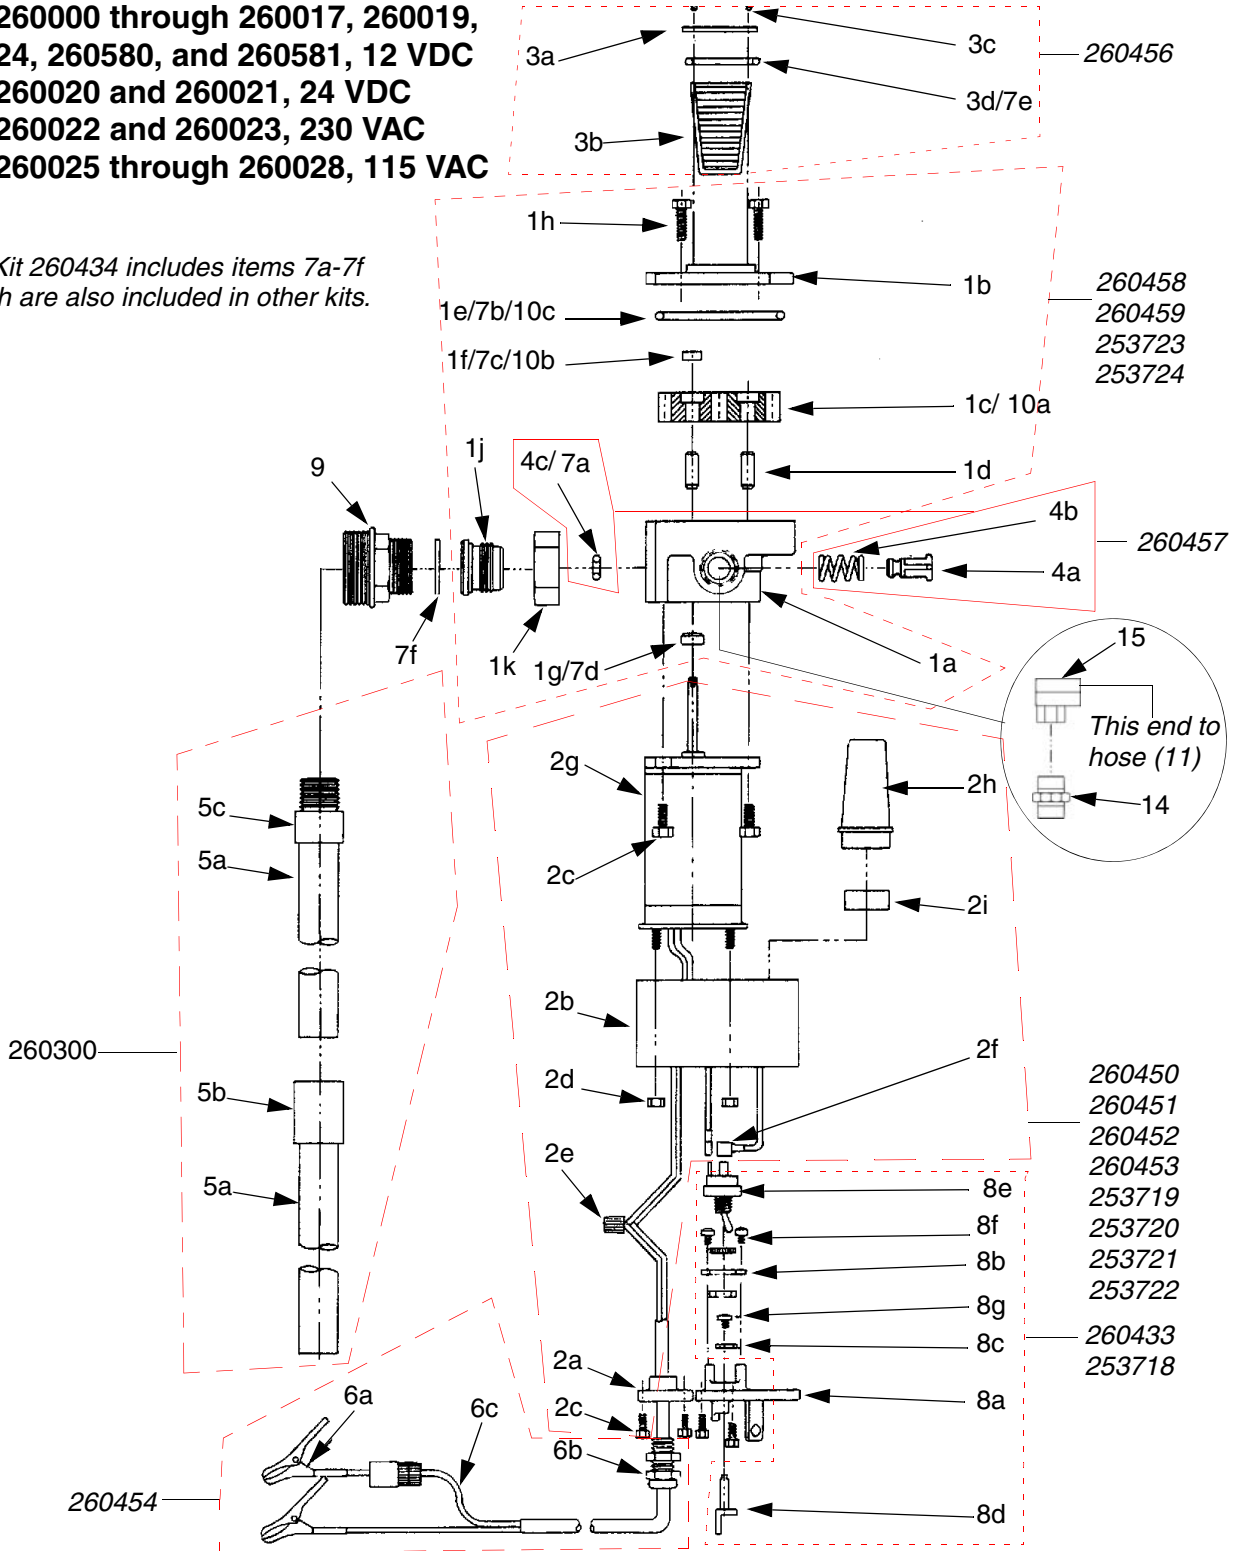 260000 through 260017, 260019,
24, 260580, and 260581, 12 VDC
260020 and 260021, 24 VDC
260022 and 260023, 230 VAC
260025 through 260028, 115 VAC
Kit 260434 includes items 7a-7f
h are also included in other kits.
3a
3c
260456
3d/7e
3b
1h
1b
260458
260459
253723
253724
1e/7b/10c
1f/7c/10b
1c/ 10a
1d
9
1j
4c/ 7a
4b
260457
4a
7f
1k
1g/7d
1a
15
This end to
hose (11)
14
2g
2h
5c
5a
2c
2i
2b
2f
260300
5b
2d
260450
260451
260452
260453
253719
253720
253721
253722
2e
5a
8e
8f
8b
8g
8c
260433
253718
2a
8a
6a
6c
2c
6b
260454
8d